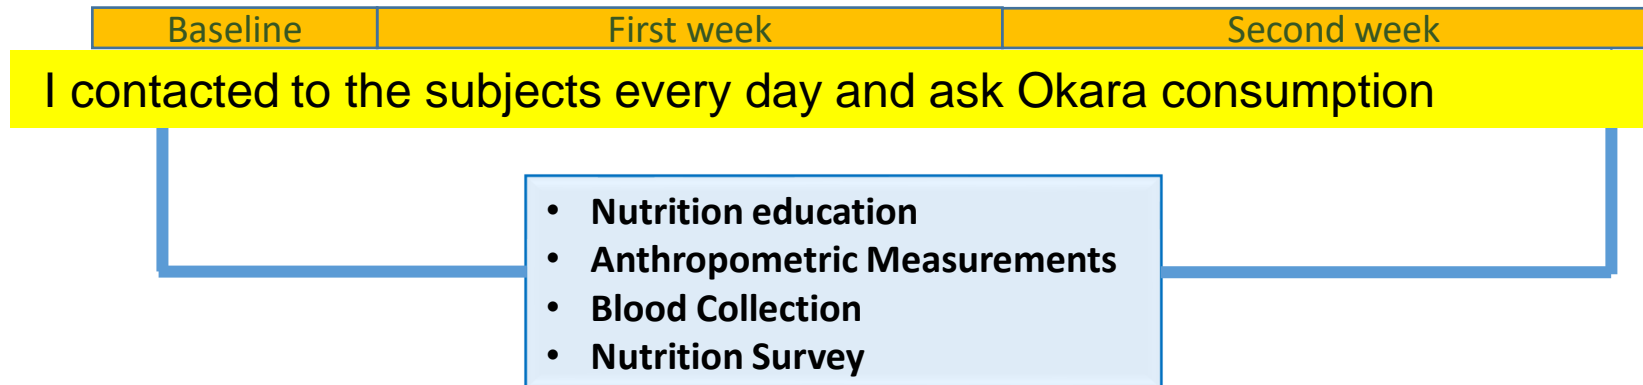 Baseline First week Second week
I contacted to the subjects every day and ask Okara consumption
• Nutrition education
• Anthropometric Measurements
• Blood Collection
• Nutrition Survey